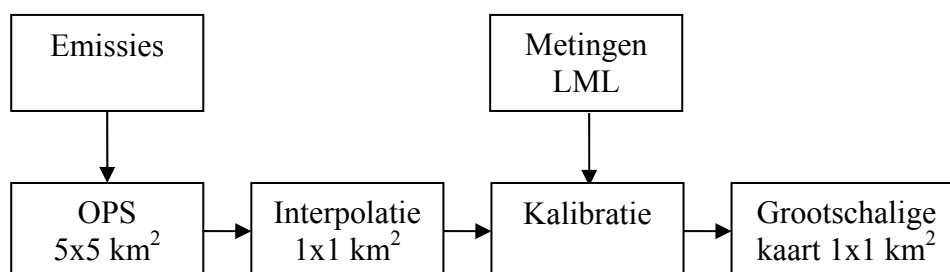 Emissies
Metingen
LML
OPS
5x5 km²
Interpolatie
1x1 km²
Kalibratie
Grootschalige
kaart 1x1 km²